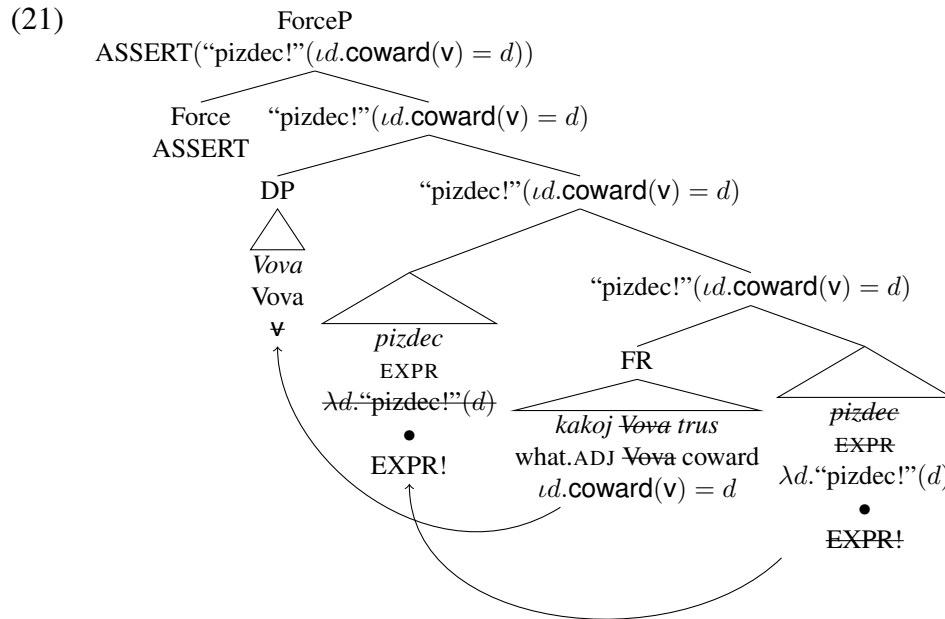 (21)
ForceP
ASSERT(“pizdec!”(ιd.coward(v) = d))
Force
ASSERT
“pizdec!”(ιd.coward(v) = d)
DP
Vova
Vova
v
“pizdec!”(ιd.coward(v) = d)
pizdec
EXPR
λd.“pizdec!”(d)
•
EXPR!
“pizdec!”(ιd.coward(v) = d)
FR
kakoj Vova trus
what.ADJ Vova coward
ιd.coward(v) = d
pizdec
EXPR
λd.“pizdec!”(d)
•
EXPR!